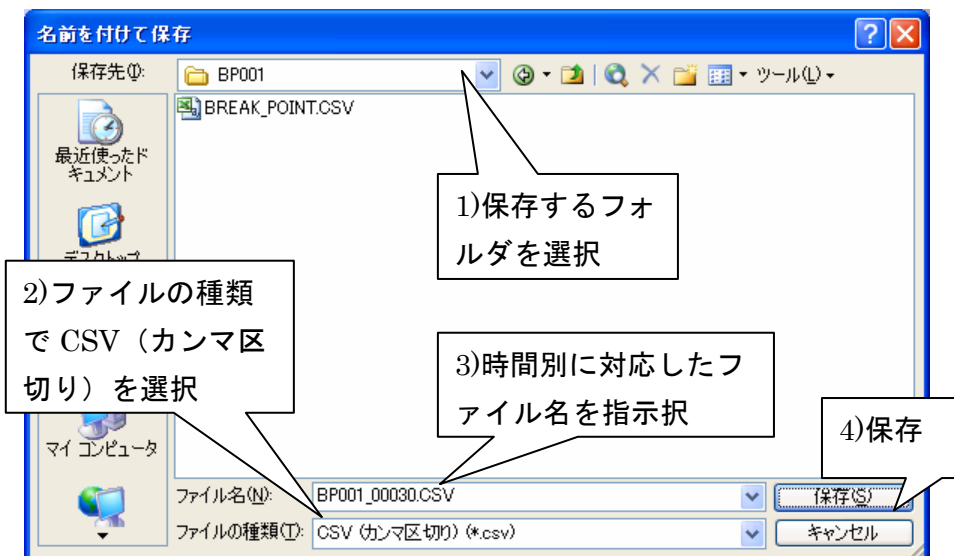 名前を付けて保存
保存先(I):
BP001
ツール(L)
BREAK_POINT.CSV
最近使ったド
キュメント
デスクトップ
1)保存するフォ
ルダを選択
2)ファイルの種類
で CSV（カンマ区
切り）を選択
3)時間別に対応したフ
ァイル名を指示択
4)保存
マイ コンピュータ
ファイル名(N):
BP001_00030.CSV
保存(S)
ファイルの種類(T):
CSV (カンマ区切り) (*.csv)
キャンセル